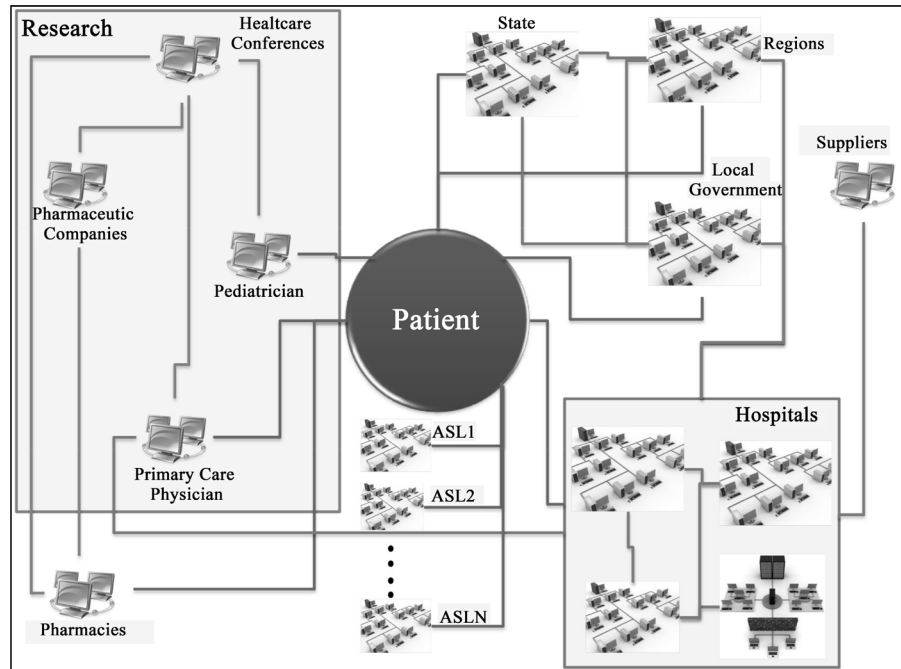 Research
Healtcare
Conferences
State
Regions
Suppliers
Pharmaceutic
Companies
Local
Government
Pediatrician
Patient
Primary Care
Physician
ASL1
ASL2
ASLN
Hospitals
Pharmacies